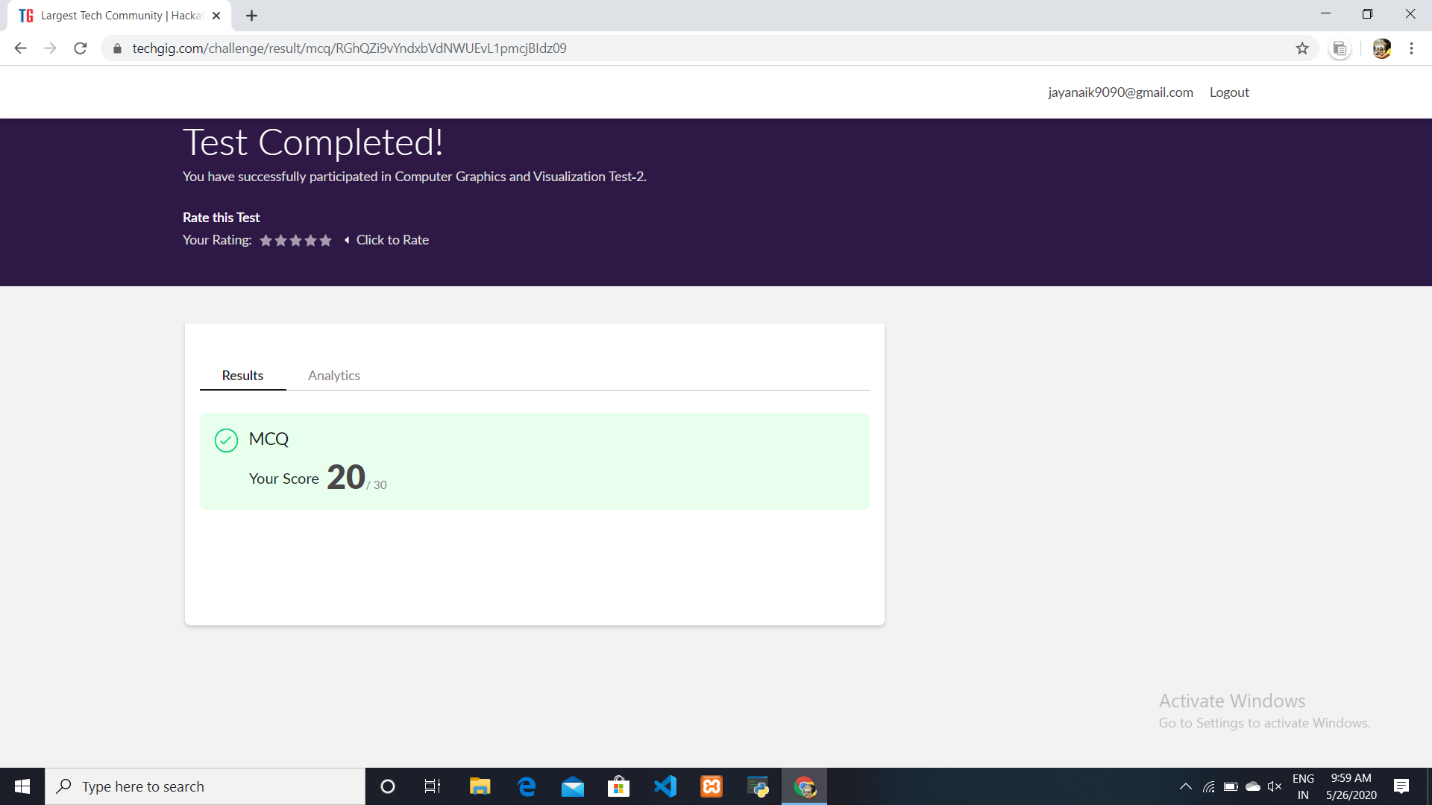 TG Largest Tech Community | Hacka
techgig.com/challenge/result/mcq/RGhQZi9vYndxbVdNWUEvL1pmcjBIdz09
jayanaik9090@gmail.com Logout
Test Completed!
You have successfully participated in Computer Graphics and Visualization Test-2.
Rate this Test
Your Rating: Click to Rate
Results Analytics
MCQ
Your Score 20 / 30
Activate Windows
Go to Settings to activate Windows.
Type here to search
ENG 9:59 AM
IN 5/26/2020